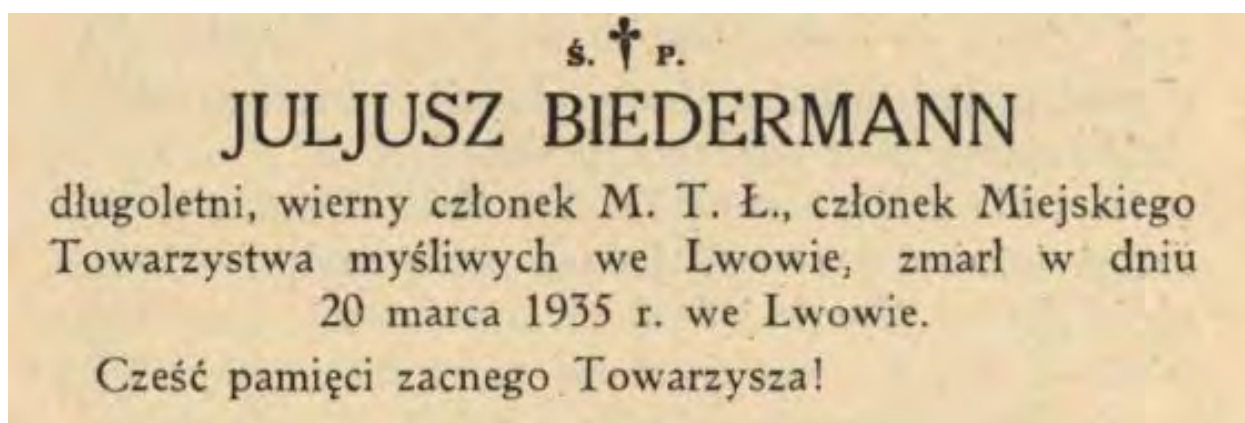 Ś. † P.
JULJUSZ BIEDERMANN
długoletni, wierny członek M. T. Ł., członek Miejskiego
Towarzystwa myśliwych we Lwowie, zmarł w dniu
20 marca 1935 r. we Lwowie.
Cześć pamięci zacnego Towarzysza!